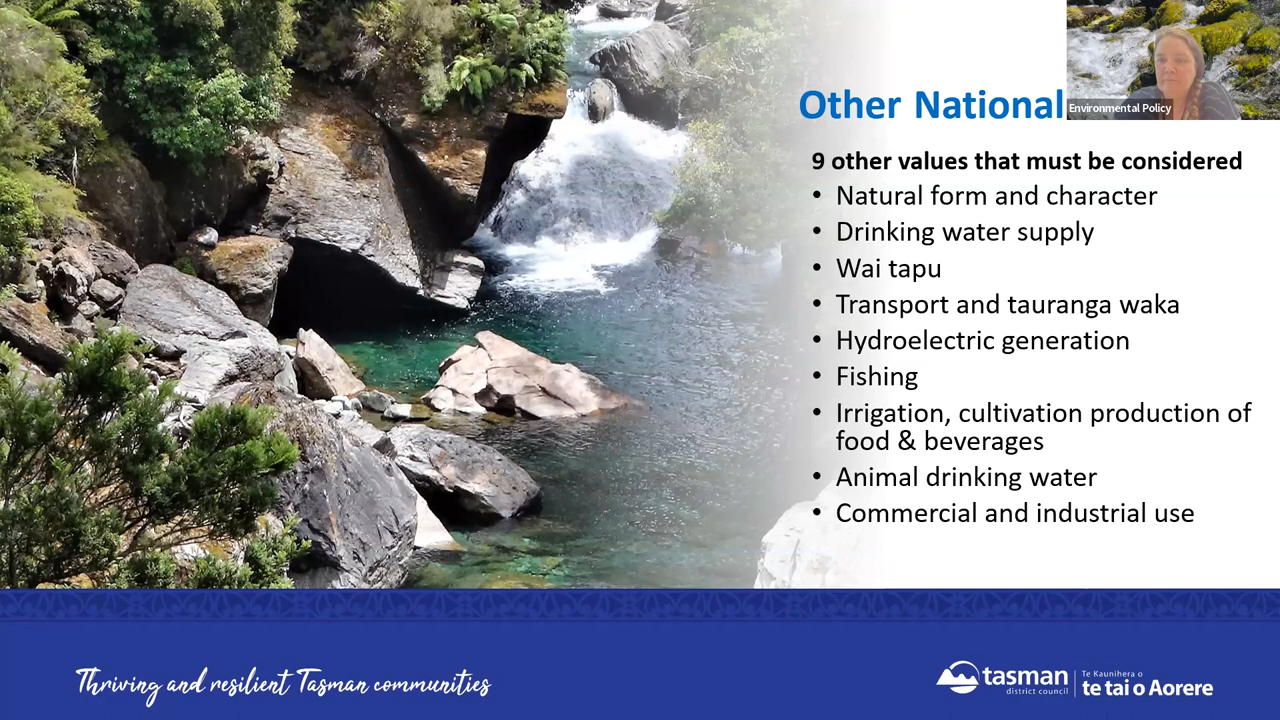 Other National
Environmental Policy
9 other values that must be considered
• Natural form and character
• Drinking water supply
• Wai tapu
• Transport and tauranga waka
• Hydroelectric generation
• Fishing
• Irrigation, cultivation production of
food & beverages
• Animal drinking water
• Commercial and industrial use
Thriving and resilient Tasman communities
tasman
district council
Te Kaunihera o
te tai o Aorere